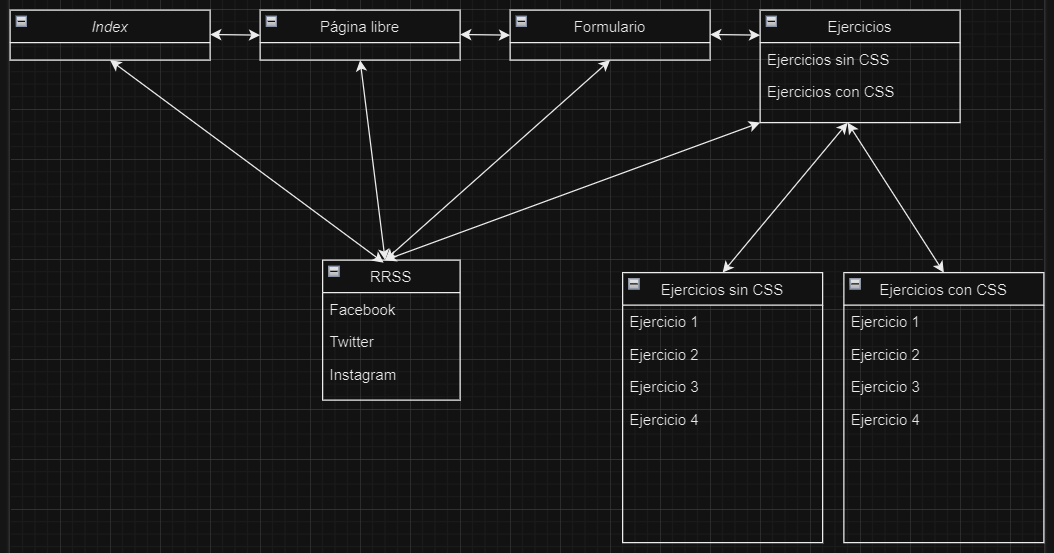 Index
Página libre
Formulario
Ejercicios
Ejercicios sin CSS
Ejercicios con CSS
RRSS
Facebook
Twitter
Instagram
Ejercicios sin CSS
Ejercicio 1
Ejercicio 2
Ejercicio 3
Ejercicio 4
Ejercicios con CSS
Ejercicio 1
Ejercicio 2
Ejercicio 3
Ejercicio 4